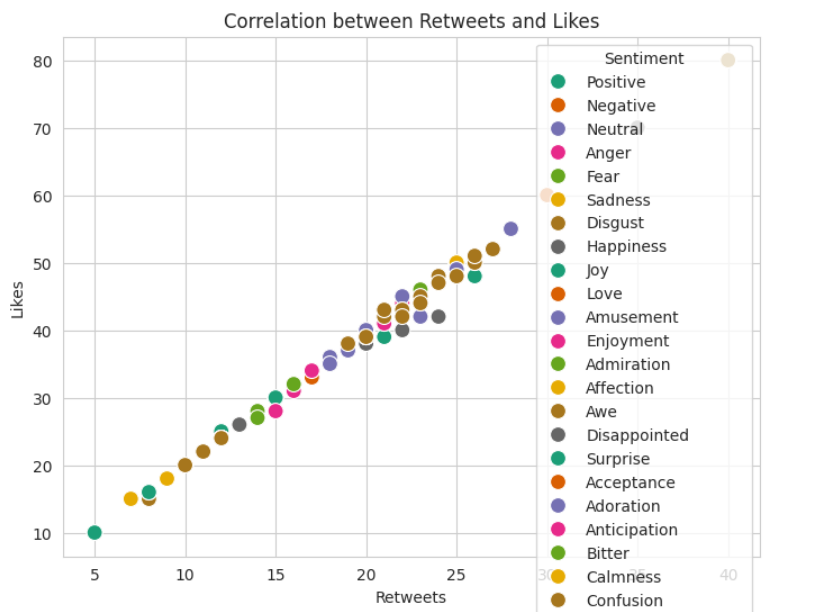 Correlation between Retweets and Likes
Likes
80
70
60
50
40
30
20
10
5
10
15
20
25
30
35
40
Retweets
Sentiment
Positive
Negative
Neutral
Anger
Fear
Sadness
Disgust
Happiness
Joy
Love
Amusement
Enjoyment
Admiration
Affection
Awe
Disappointed
Surprise
Acceptance
Adoration
Anticipation
Bitter
Calmness
Confusion